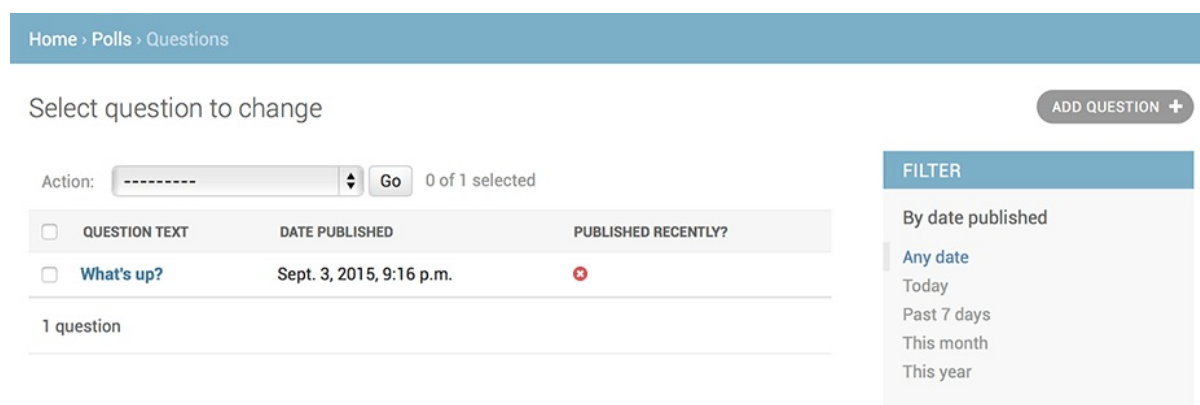 Home › Polls › Questions
Select question to change
ADD QUESTION +
Action: --------- Go 0 of 1 selected
QUESTION TEXT DATE PUBLISHED PUBLISHED RECENTLY?
What's up? Sept. 3, 2015, 9:16 p.m.
1 question
FILTER
By date published
Any date
Today
Past 7 days
This month
This year